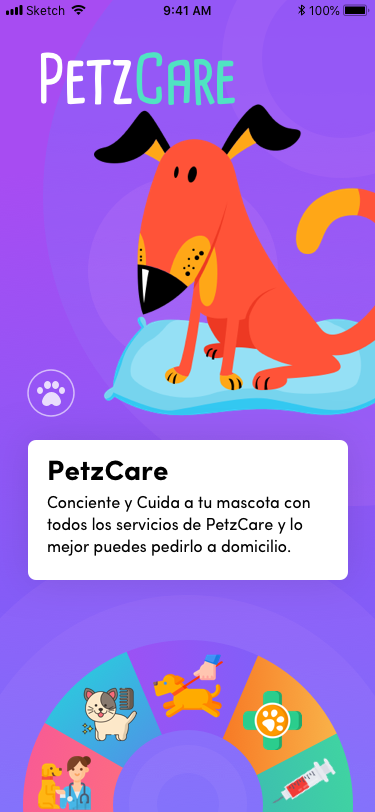 Sketch 9:41 AM 100%
PETZCARE
PetzCare
Conciente y Cuida a tu mascota con
todos los servicios de PetzCare y lo
mejor puedes pedirlo a domicilio.